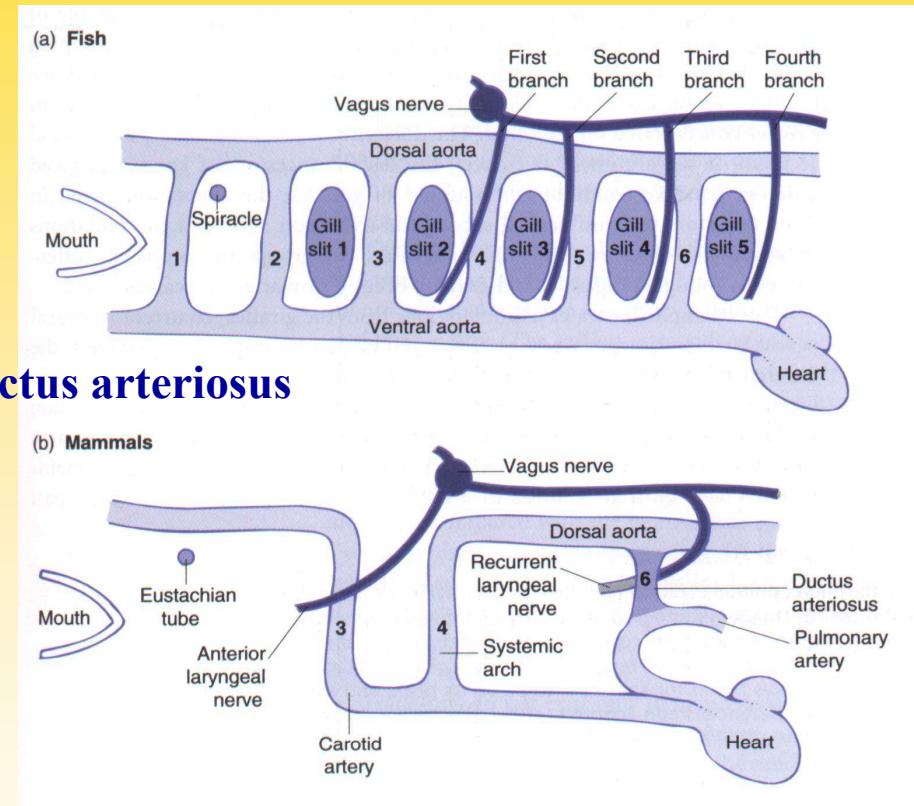 (a) Fish
First branch
Second branch
Third branch
Fourth branch
Vagus nerve
Dorsal aorta
Spiracle
Mouth
Gill slit 1
Gill slit 2
Gill slit 3
Gill slit 4
Gill slit 5
1
2
3
4
5
6
Ventral aorta
Heart
ctus arteriosus
(b) Mammals
Vagus nerve
Dorsal aorta
Recurrent
laryngeal
nerve
6
Ductus
arteriosus
Pulmonary
artery
Eustachian
tube
Mouth
3
4
Anterior
laryngeal
nerve
Systemic
arch
Carotid
artery
Heart